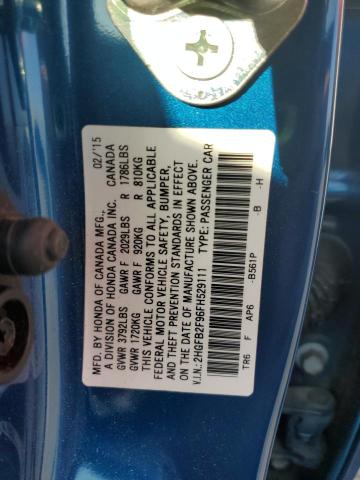 MFD. BY HONDA OF CANADA MFG., 02/'15
A DIVISION OF HONDA CANADA INC. CANADA
GVWR 3792LBS GAWR F 2029LBS R 1786LBS
GVWR 1720KG GAWR F 920KG R 810KG
THIS VEHICLE CONFORMS TO ALL APPLICABLE
FEDERAL MOTOR VEHICLE SAFETY, BUMPER,
AND THEFT PREVENTION STANDARDS IN EFFECT
ON THE DATE OF MANUFACTURE SHOWN ABOVE.
V.I.N.: 2HGFB2F96FH529111 TYPE: PASSENGER CAR
TR6 F AP6 -B561P -B -H